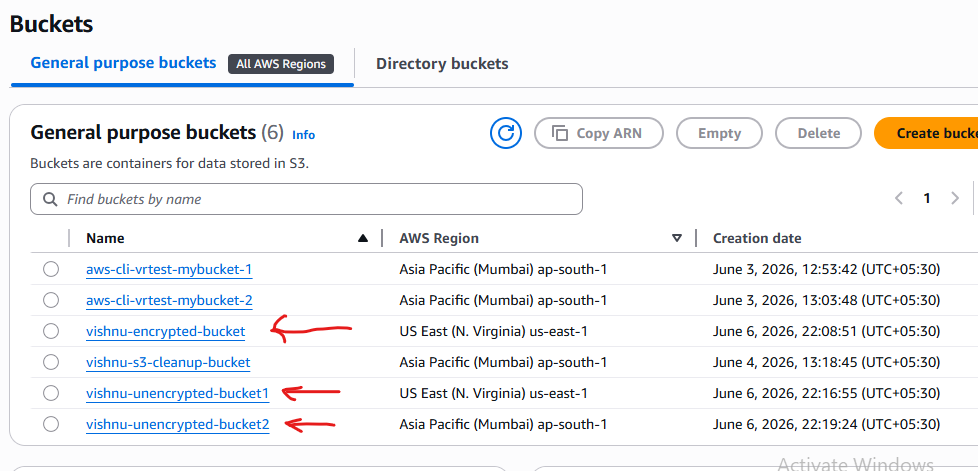 Buckets
General purpose buckets All AWS Regions Directory buckets
General purpose buckets (6) Info
Copy ARN Empty Delete
Buckets are containers for data stored in S3.
Find buckets by name
1
Name AWS Region Creation date
aws-cli-vrtest-mybucket-1 Asia Pacific (Mumbai) ap-south-1 June 3, 2026, 12:53:42 (UTC+05:30)
aws-cli-vrtest-mybucket-2 Asia Pacific (Mumbai) ap-south-1 June 3, 2026, 13:03:48 (UTC+05:30)
vishnu-encrypted-bucket US East (N. Virginia) us-east-1 June 6, 2026, 22:08:51 (UTC+05:30)
vishnu-s3-cleanup-bucket Asia Pacific (Mumbai) ap-south-1 June 4, 2026, 13:18:45 (UTC+05:30)
vishnu-unencrypted-bucket1 US East (N. Virginia) us-east-1 June 6, 2026, 22:16:55 (UTC+05:30)
vishnu-unencrypted-bucket2 Asia Pacific (Mumbai) ap-south-1 June 6, 2026, 22:19:24 (UTC+05:30)
Activate Windows